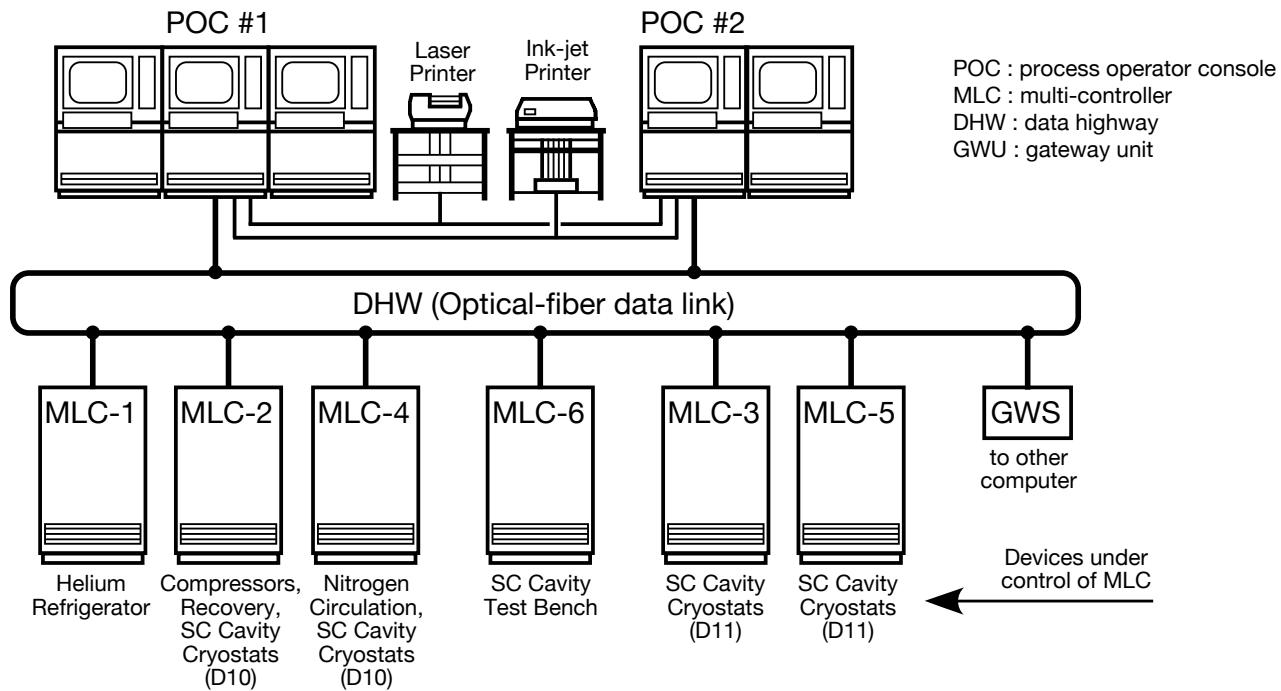 POC #1
Laser
Printer
Ink-jet
Printer
POC #2
POC : process operator console
MLC : multi-controller
DHW : data highway
GWU : gateway unit
DHW (Optical-fiber data link)
MLC-1
MLC-2
MLC-4
MLC-6
MLC-3
MLC-5
GWS
to other
computer
Helium
Refrigerator
Compressors,
Recovery,
SC Cavity
Cryostats
(D10)
Nitrogen
Circulation,
SC Cavity
Cryostats
(D10)
SC Cavity
Test Bench
SC Cavity
Cryostats
(D11)
SC Cavity
Cryostats
(D11)
Devices under
control of MLC